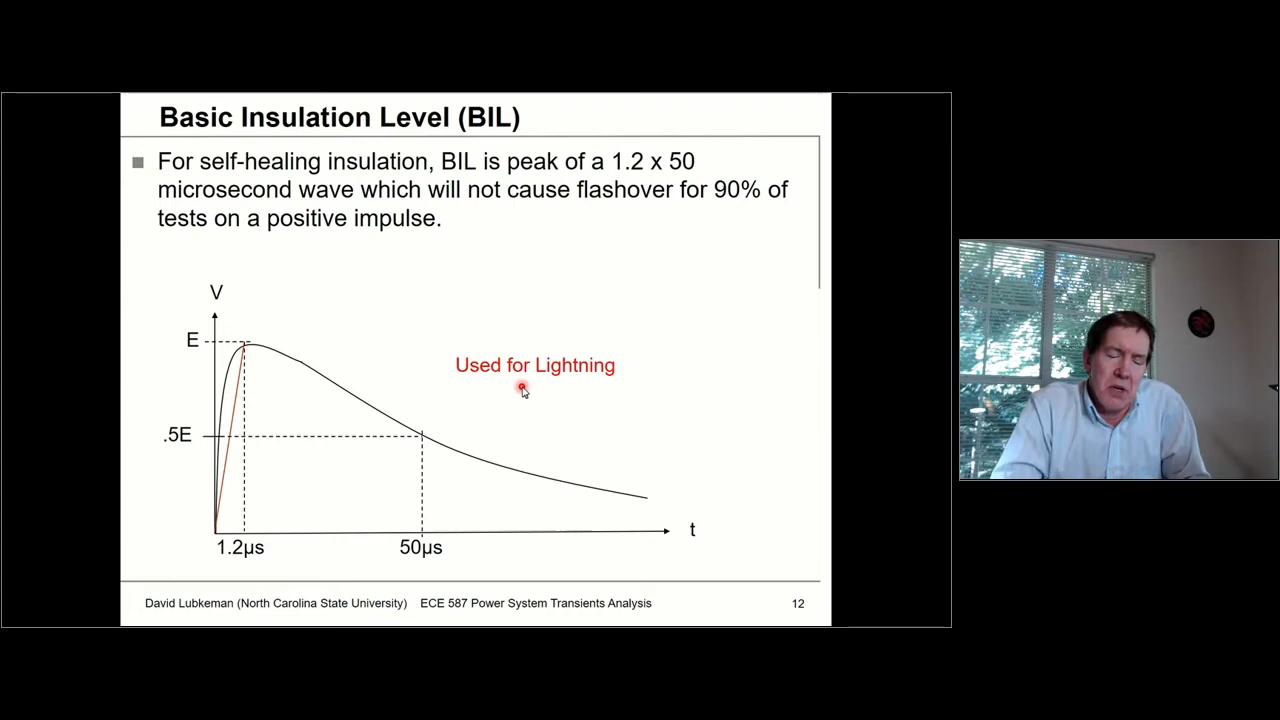 Basic Insulation Level (BIL)
For self-healing insulation, BIL is peak of a 1.2 x 50
microsecond wave which will not cause flashover for 90% of
tests on a positive impulse.
V
E
Used for Lightning
.5E
t
1.2µs
50µs
David Lubkeman (North Carolina State University) ECE 587 Power System Transients Analysis
12